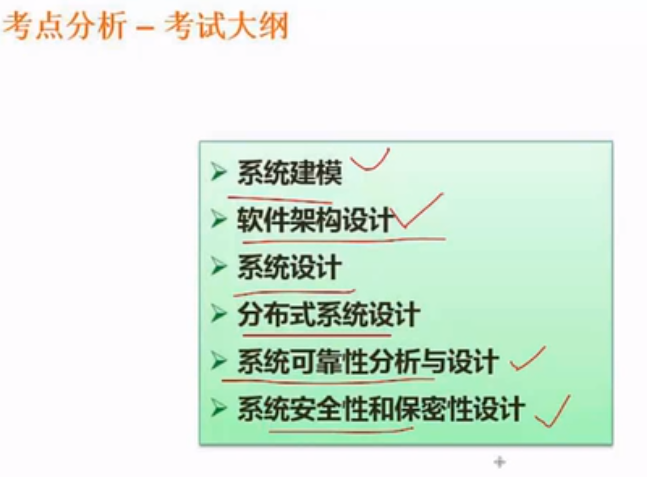 考点分析 – 考试大纲
系统建模
软件架构设计
系统设计
分布式系统设计
系统可靠性分析与设计
系统安全性和保密性设计